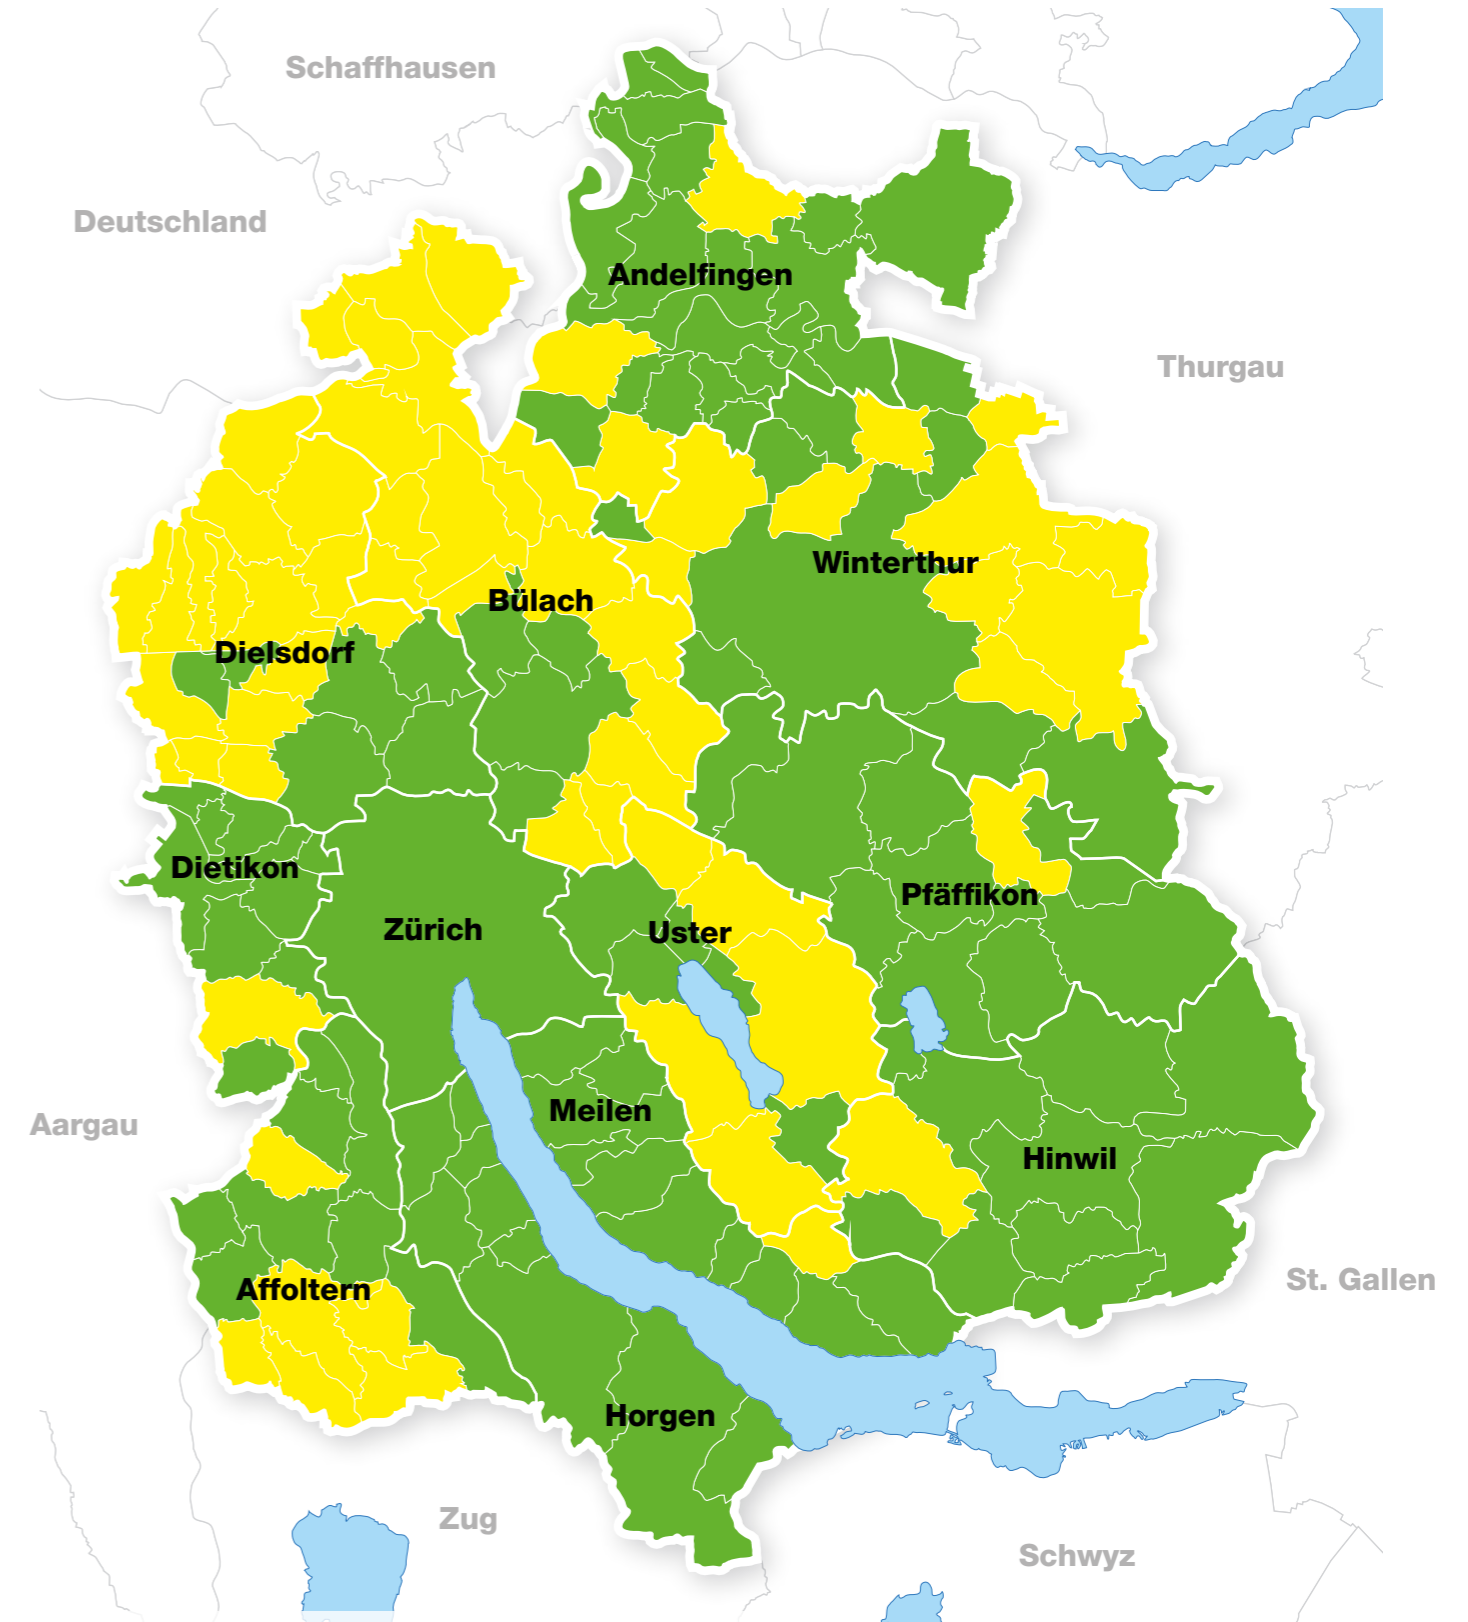 Schaffhausen
Deutschland
Andelfingen
Thurgau
Winterthur
Bülach
Dielsdorf
Dietikon
Pfäffikon
Zürich
Uster
Meilen
Aargau
Hinwil
St. Gallen
Affoltern
Horgen
Zug
Schwyz